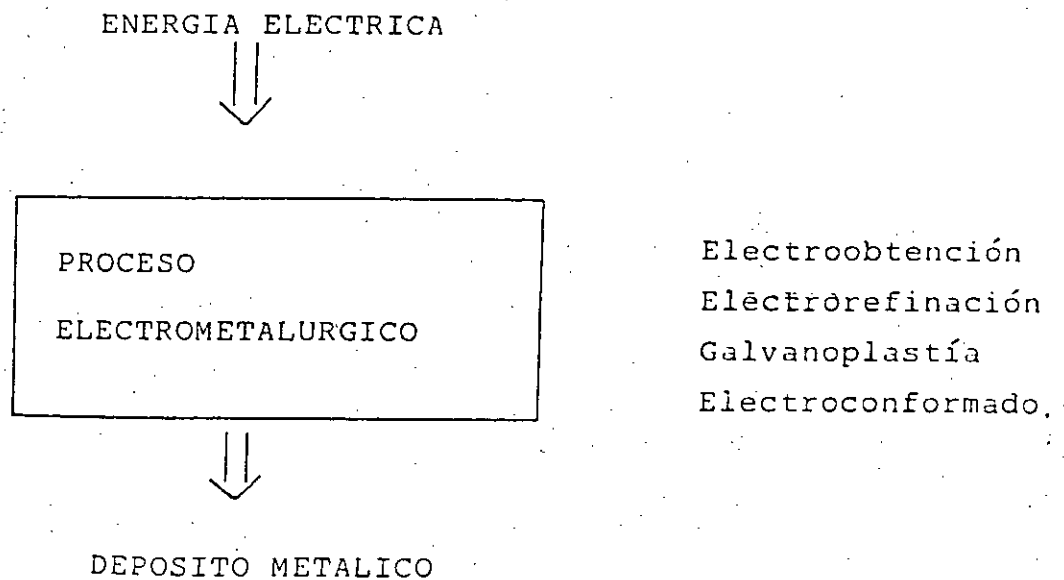 ENERGIA ELECTRICA
PROCESO
ELECTROMETALURGICO
Electroobtención
Electrorefinación
Galvanoplastía
Electroconformado.
DEPOSITO METALICO